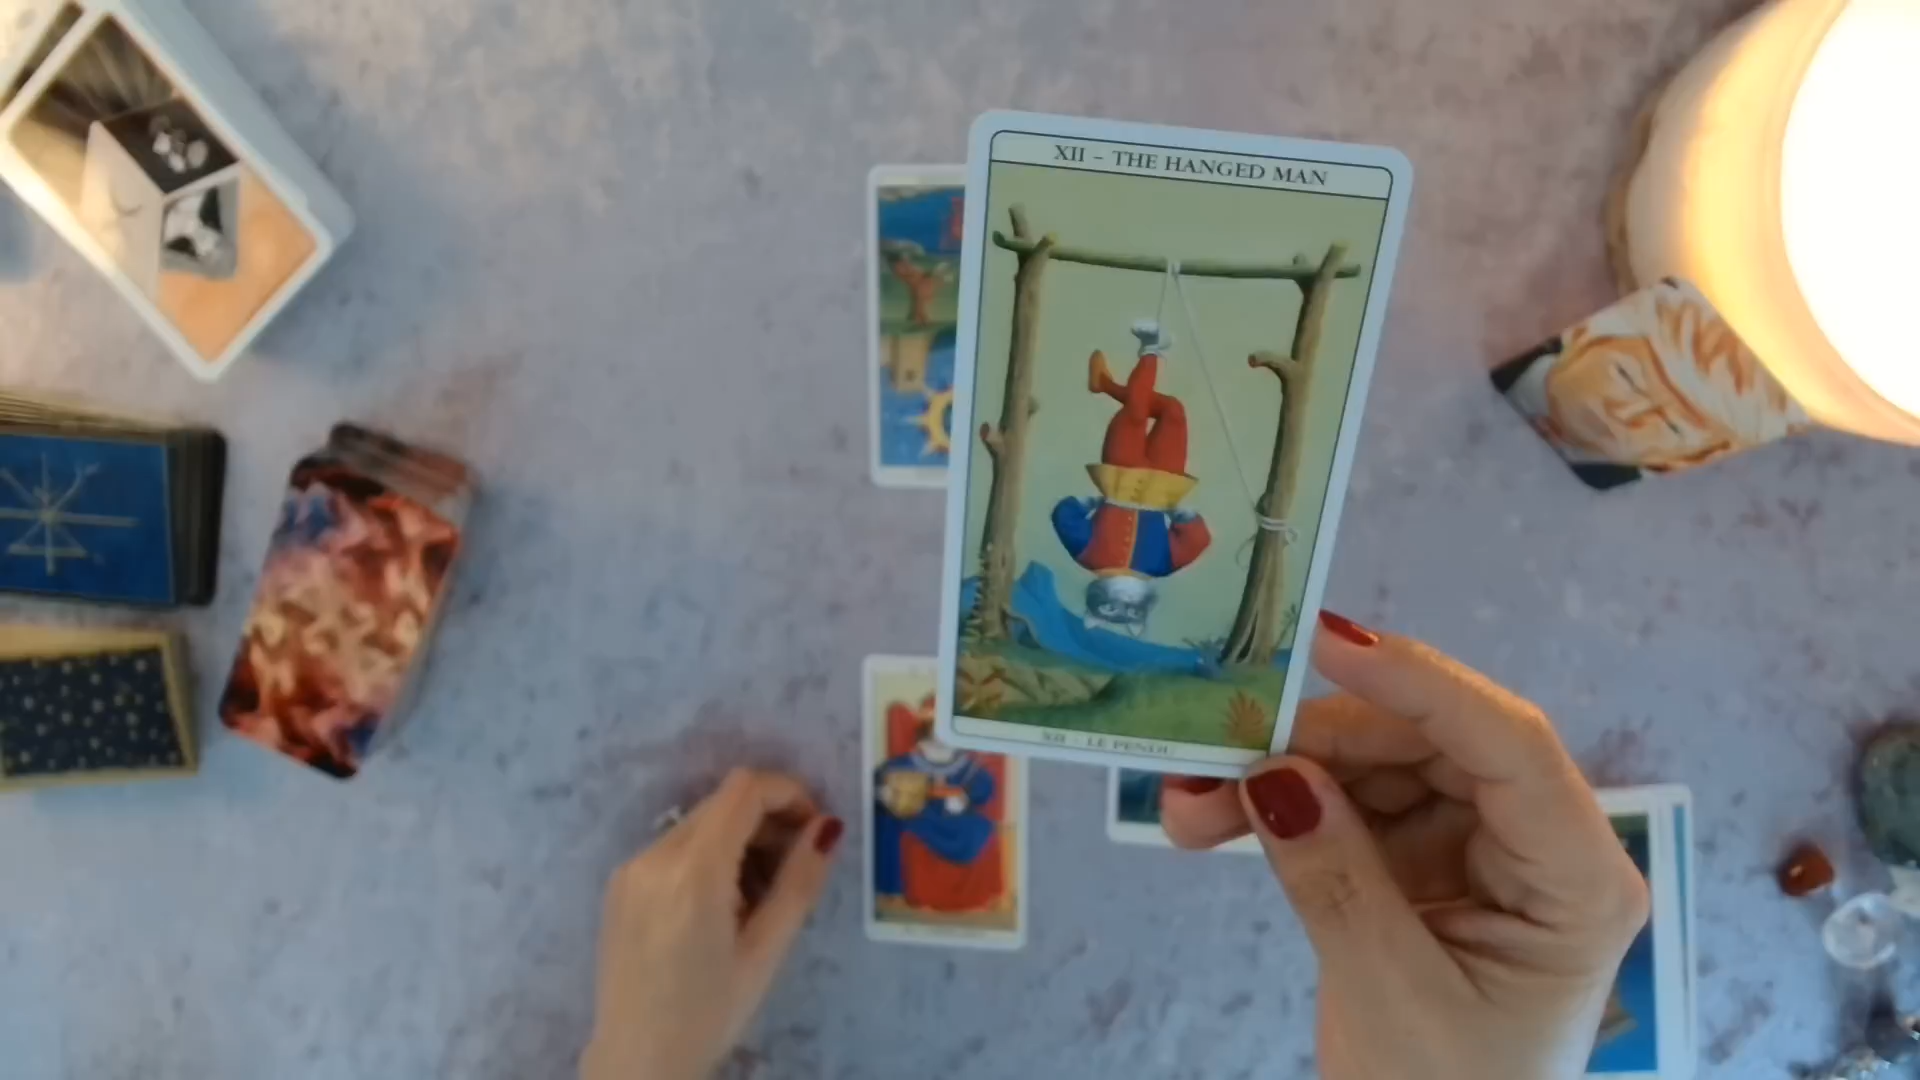 XII – THE HANGED MAN
XII – LE PENDU